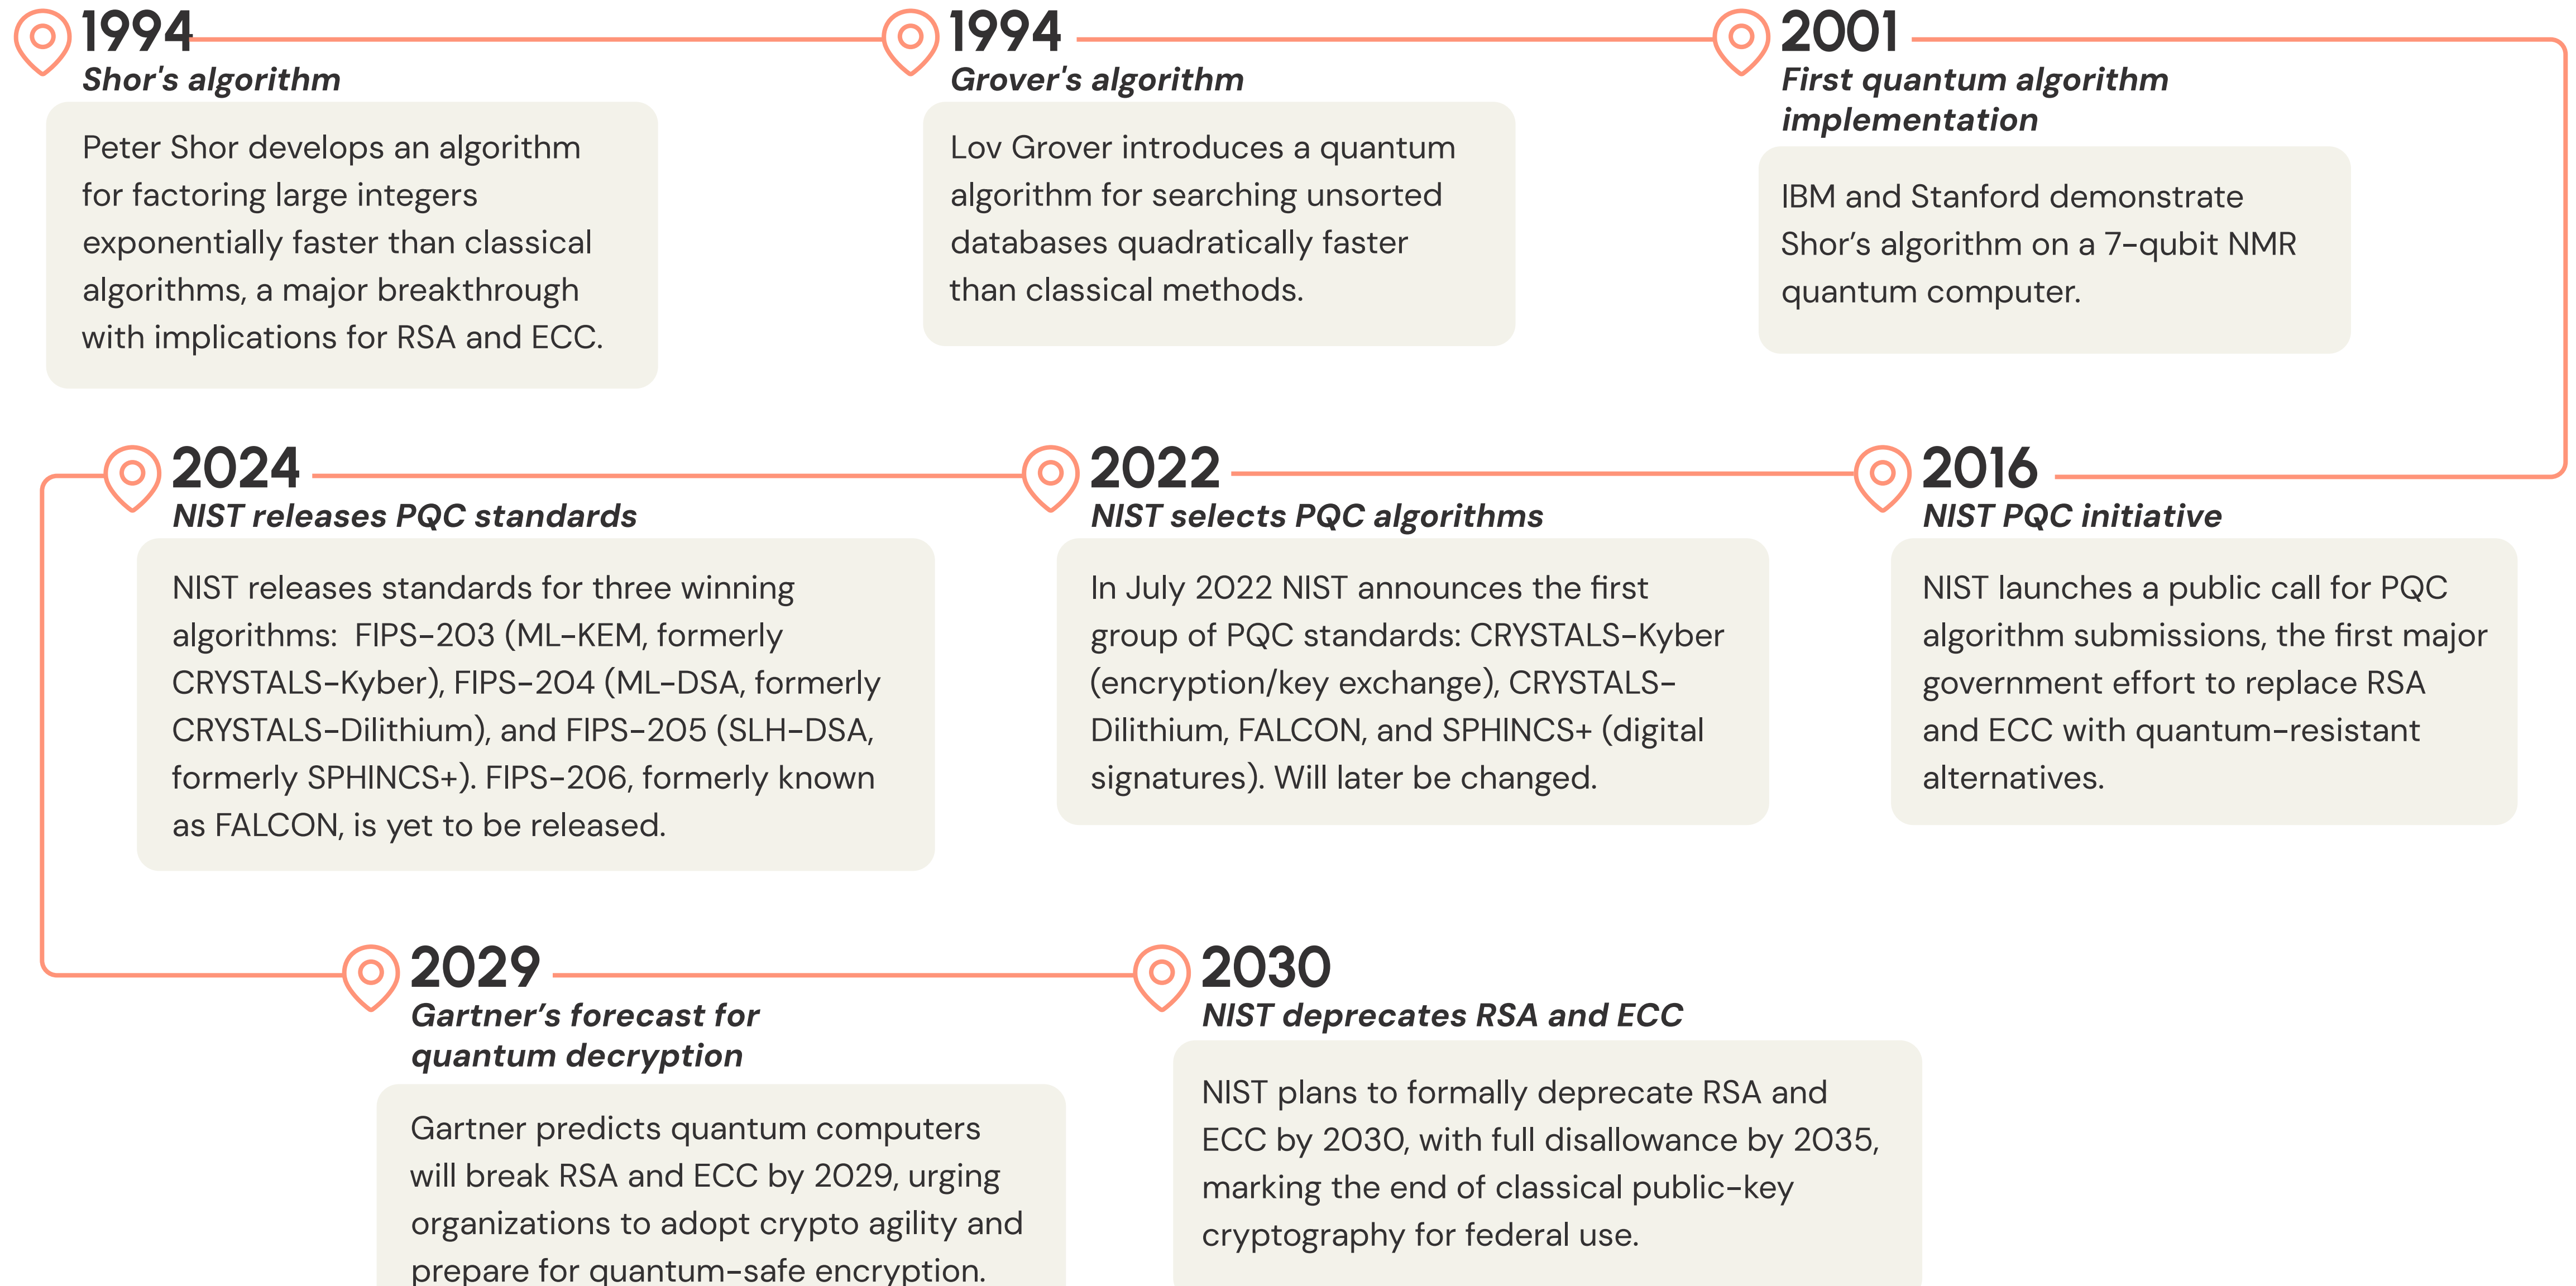 1994
Shor's algorithm
Peter Shor develops an algorithm
for factoring large integers
exponentially faster than classical
algorithms, a major breakthrough
with implications for RSA and ECC.
1994
Grover's algorithm
Lov Grover introduces a quantum
algorithm for searching unsorted
databases quadratically faster
than classical methods.
2001
First quantum algorithm
implementation
IBM and Stanford demonstrate
Shor’s algorithm on a 7-qubit NMR
quantum computer.
2016
NIST PQC initiative
NIST launches a public call for PQC
algorithm submissions, the first major
government effort to replace RSA
and ECC with quantum-resistant
alternatives.
2022
NIST selects PQC algorithms
In July 2022 NIST announces the first
group of PQC standards: CRYSTALS-Kyber
(encryption/key exchange), CRYSTALS-
Dilithium, FALCON, and SPHINCS+ (digital
signatures). Will later be changed.
2024
NIST releases PQC standards
NIST releases standards for three winning
algorithms:  FIPS-203 (ML-KEM, formerly
CRYSTALS-Kyber), FIPS-204 (ML-DSA, formerly
CRYSTALS-Dilithium), and FIPS-205 (SLH-DSA,
formerly SPHINCS+). FIPS-206, formerly known
as FALCON, is yet to be released.
2029
Gartner’s forecast for
quantum decryption
Gartner predicts quantum computers
will break RSA and ECC by 2029, urging
organizations to adopt crypto agility and
prepare for quantum-safe encryption.
2030
NIST deprecates RSA and ECC
NIST plans to formally deprecate RSA and
ECC by 2030, with full disallowance by 2035,
marking the end of classical public-key
cryptography for federal use.